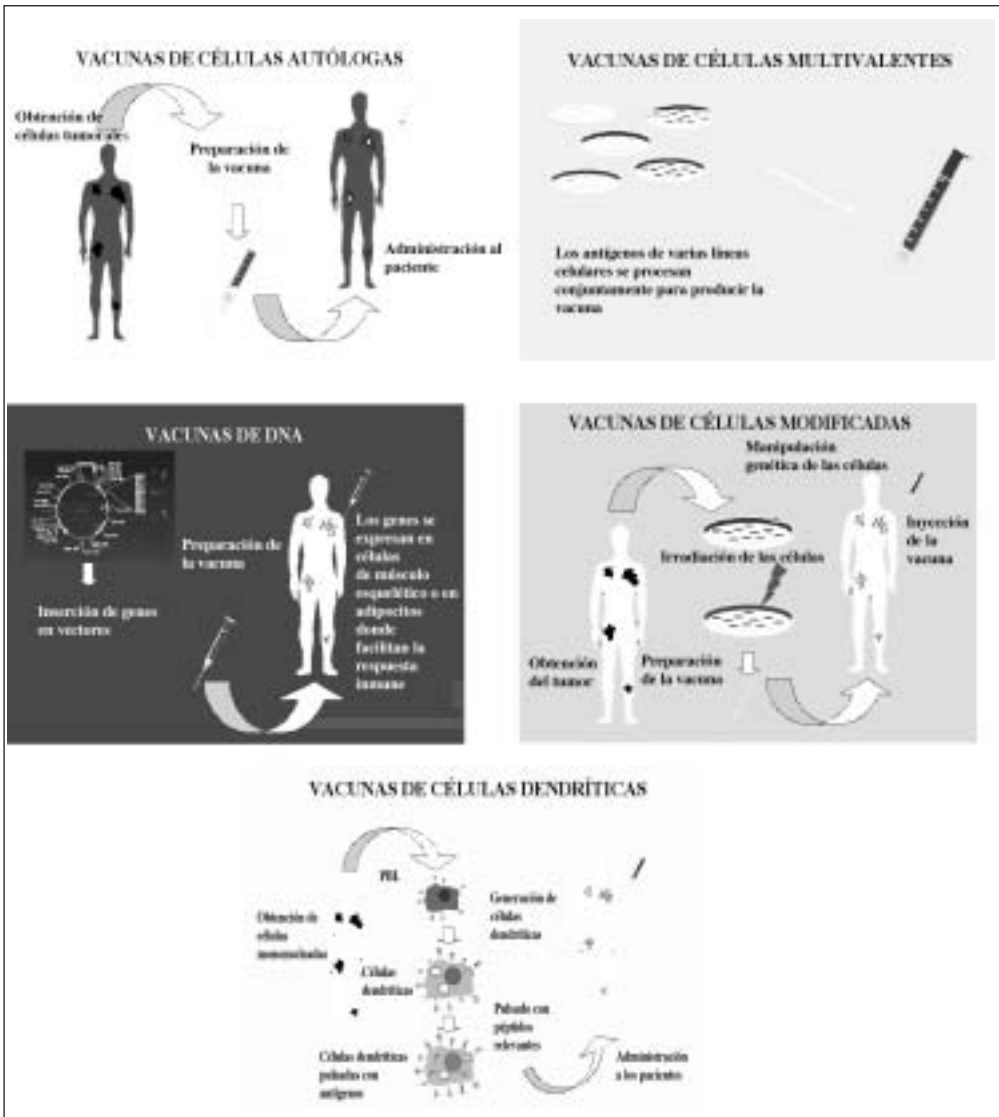 VACUNAS DE CÉLULAS AUTÓLOGAS
Obtención de
células tumorales
Preparación de
la vacuna
Administración al
paciente
VACUNAS DE CÉLULAS MULTIVALENTES
Los antígenos de varias líneas
celulares se procesan
conjuntamente para producir la
vacuna
VACUNAS DE DNA
Inserción de genes
en vectores
Preparación de
la vacuna
Los genes se
expresan en
células
de músculo
esquelético o en
adipocitos
donde
facilitan la
respuesta
inmune
VACUNAS DE CÉLULAS MODIFICADAS
Manipulación
genética de las células
Irradiación de las células
Obtención
del tumor
Preparación
de la vacuna
Inyección
de la
vacuna
VACUNAS DE CÉLULAS DENDRÍTICAS
PBL
Obtención de
células
mononucleadas
Generación de
células
dendríticas
Células
dendríticas
Pulsado con
péptidos
relevantes
Células dendríticas
pulsadas con
antígenos
Administración
a los pacientes